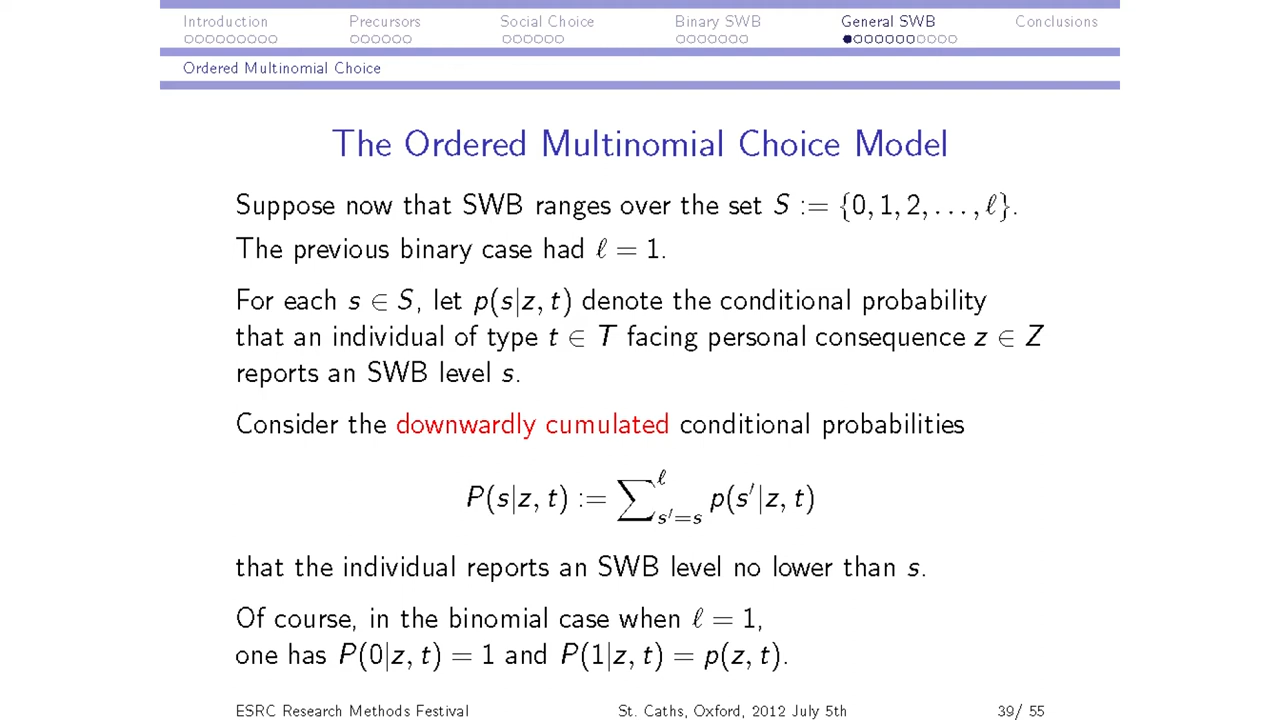 Introduction Precursors Social Choice Binary SWB General SWB Conclusions
Ordered Multinomial Choice
The Ordered Multinomial Choice Model
Suppose now that SWB ranges over the set S := {0, 1, 2, . . . , ℓ}.
The previous binary case had ℓ = 1.
For each s ∈ S, let p(s|z, t) denote the conditional probability
that an individual of type t ∈ T facing personal consequence z ∈ Z
reports an SWB level s.
Consider the downwardly cumulated conditional probabilities
P(s|z, t) := ∑^ℓ_{s′=s} p(s′|z, t)
that the individual reports an SWB level no lower than s.
Of course, in the binomial case when ℓ = 1,
one has P(0|z, t) = 1 and P(1|z, t) = p(z, t).
ESRC Research Methods Festival St. Caths, Oxford, 2012 July 5th 39/ 55